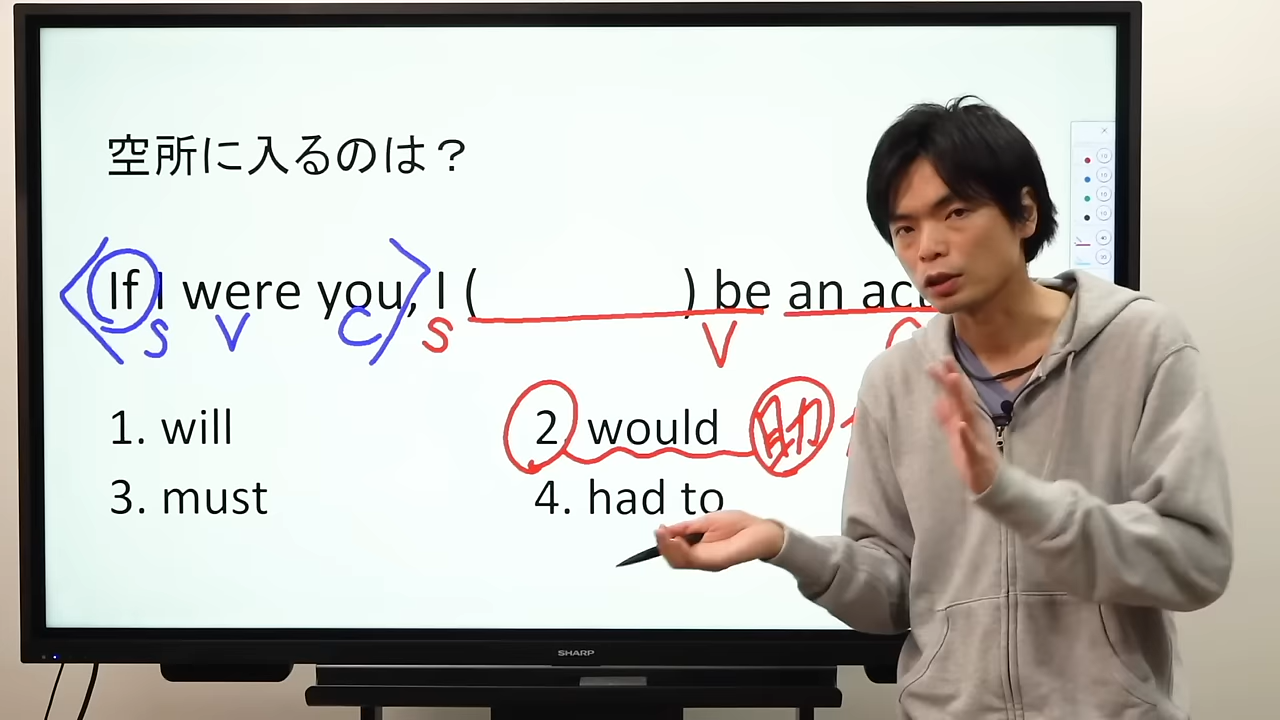 空所に入るのは？
If I were you, I ( ) be an
S V C S V
1. will 2. would 助
3. must 4. had to
SHARP